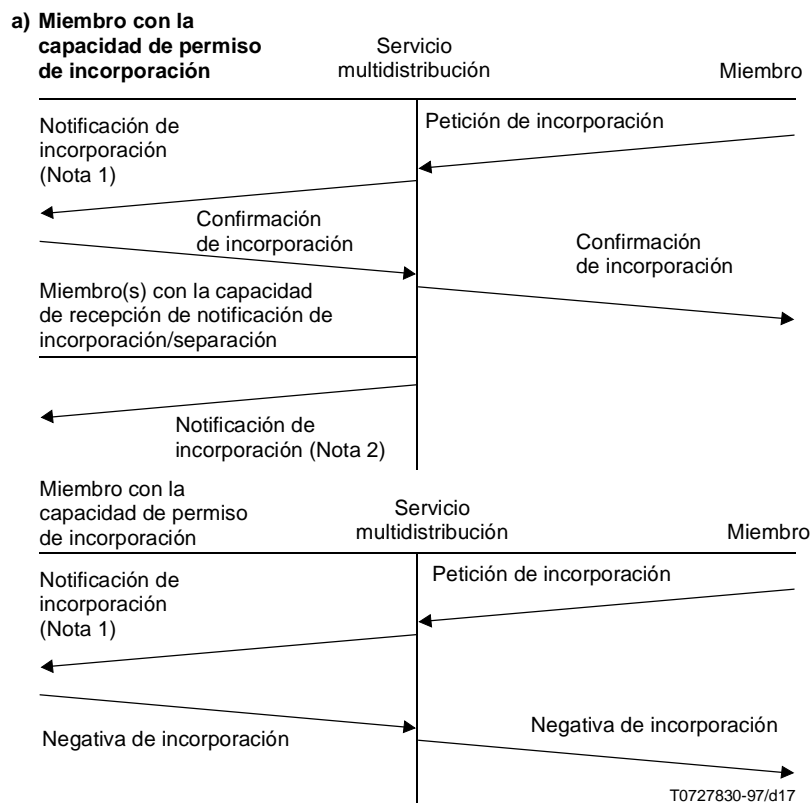 a) Miembro con la
capacidad de permiso
de incorporación
Servicio
multidistribución
Miembro
Notificación de
incorporación
(Nota 1)
Petición de incorporación
Confirmación
de incorporación
Confirmación
de incorporación
Miembro(s) con la capacidad
de recepción de notificación de
incorporación/separación
Notificación de
incorporación (Nota 2)
Miembro con la
capacidad de permiso
de incorporación
Servicio
multidistribución
Miembro
Notificación de
incorporación
(Nota 1)
Petición de incorporación
Negativa de incorporación
Negativa de incorporación
T0727830-97/d17